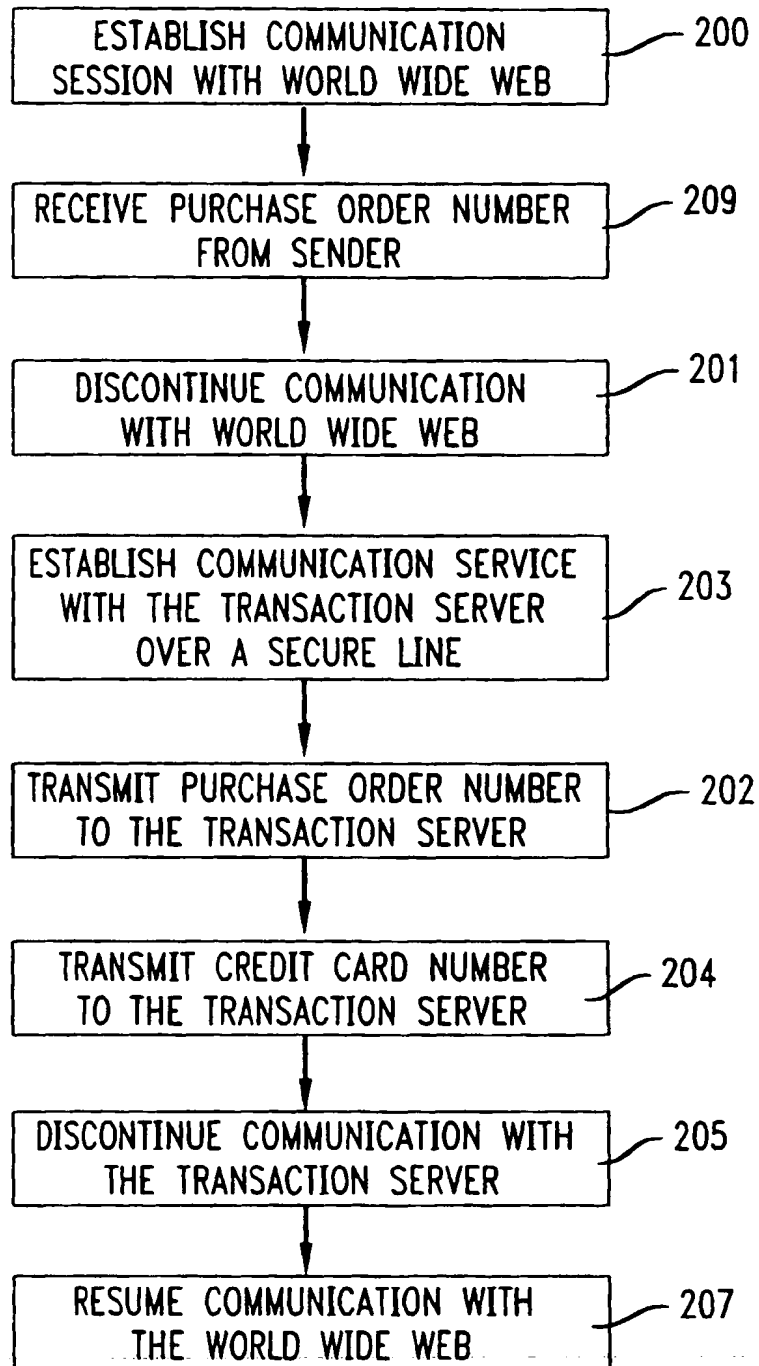 ESTABLISH COMMUNICATION
SESSION WITH WORLD WIDE WEB
200
RECEIVE PURCHASE ORDER NUMBER
FROM SENDER
209
DISCONTINUE COMMUNICATION
WITH WORLD WIDE WEB
201
ESTABLISH COMMUNICATION SERVICE
WITH THE TRANSACTION SERVER
OVER A SECURE LINE
203
TRANSMIT PURCHASE ORDER NUMBER
TO THE TRANSACTION SERVER
202
TRANSMIT CREDIT CARD NUMBER
TO THE TRANSACTION SERVER
204
DISCONTINUE COMMUNICATION WITH
THE TRANSACTION SERVER
205
RESUME COMMUNICATION WITH
THE WORLD WIDE WEB
207